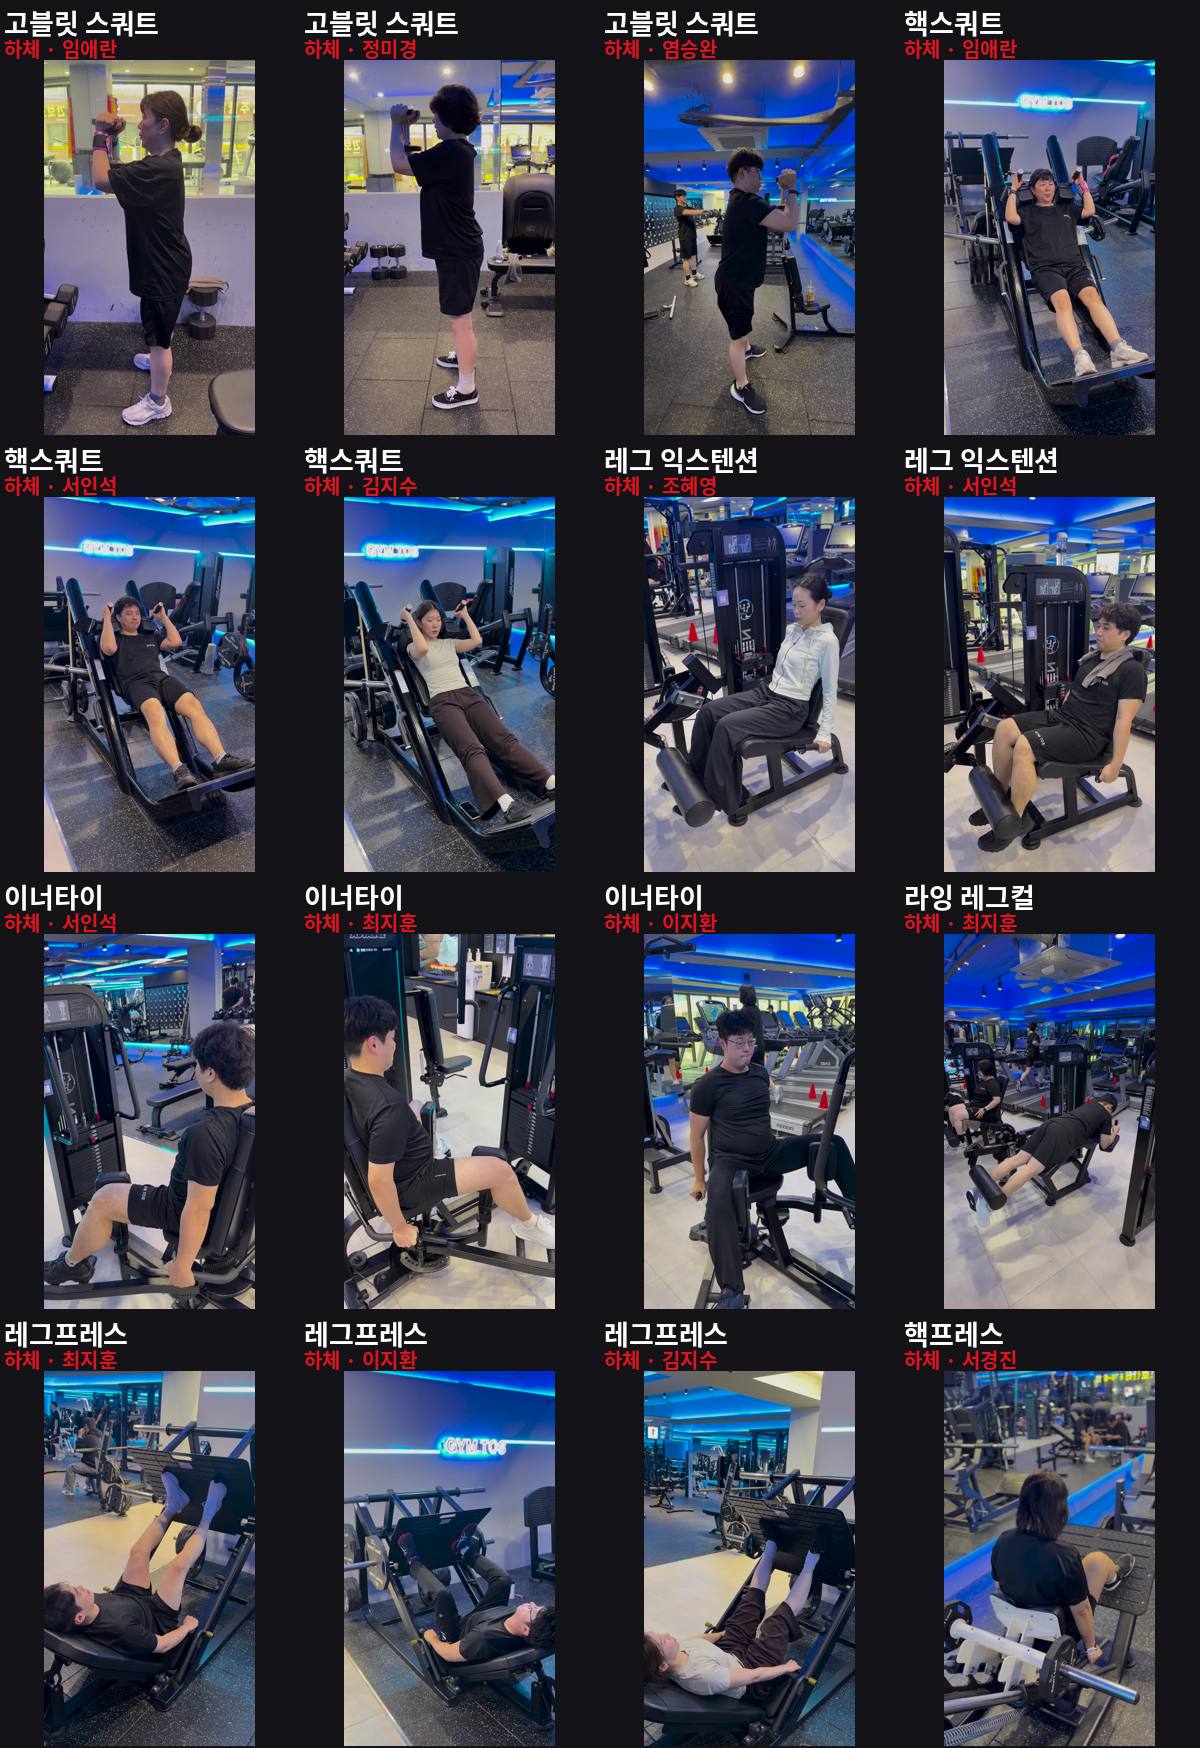 고블릿 스쿼트
하체 · 임애란
고블릿 스쿼트
하체 · 정미경
고블릿 스쿼트
하체 · 염승완
핵스쿼트
하체 · 임애란
GYM TOS
핵스쿼트
하체 · 서인석
GYM TOS
핵스쿼트
하체 · 김지수
GYM TOS
레그 익스텐션
하체 · 조혜영
레그 익스텐션
하체 · 서인석
이너타이
하체 · 서인석
이너타이
하체 · 최지훈
이너타이
하체 · 이지환
라잉 레그컬
하체 · 최지훈
레그프레스
하체 · 최지훈
레그프레스
하체 · 이지환
GYM TOS
레그프레스
하체 · 김지수
핵프레스
하체 · 서경진